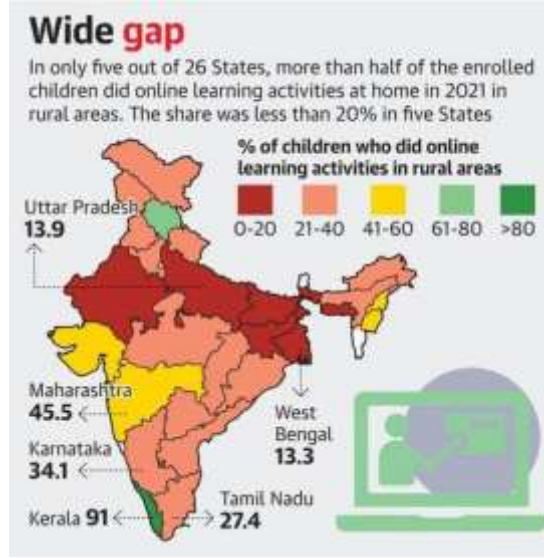 Wide gap
In only five out of 26 States, more than half of the enrolled
children did online learning activities at home in 2021 in
rural areas. The share was less than 20% in five States
% of children who did online
learning activities in rural areas
0-20 21-40 41-60 61-80 >80
Uttar Pradesh
13.9
Maharashtra
45.5
Karnataka
34.1
Kerala 91
West
Bengal
13.3
Tamil Nadu
27.4